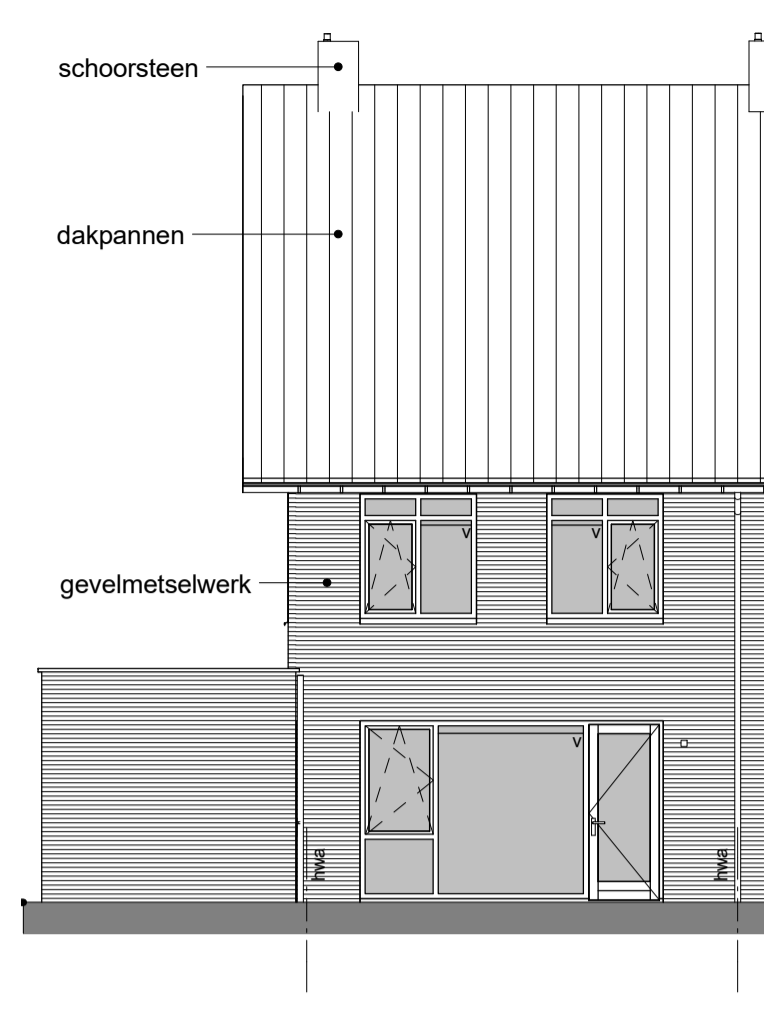 schoorsteen
dakpannen
v
v
gevelmetselwerk
v
hwa
hwa